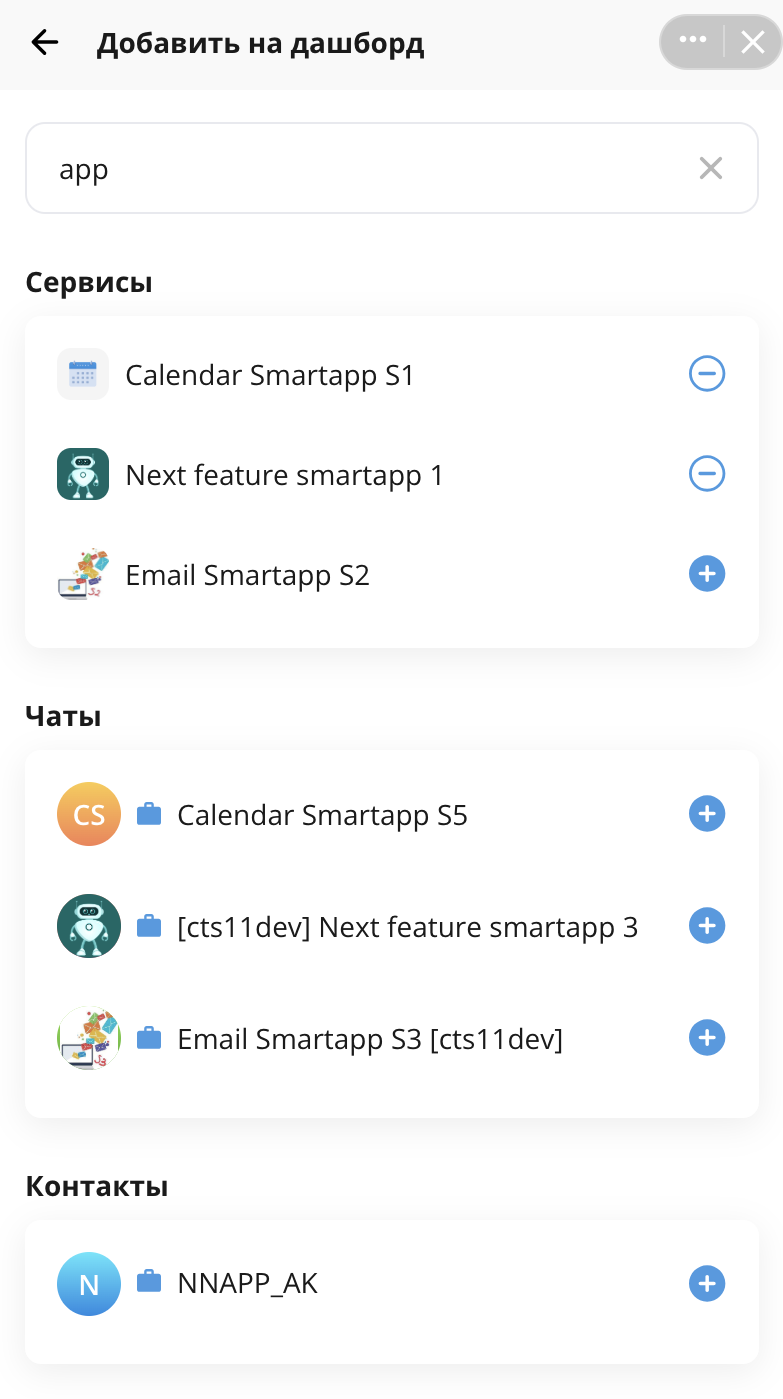 Добавить на дашборд
app
Сервисы
Calendar Smartapp S1
Next feature smartapp 1
Email Smartapp S2
Чаты
CS Calendar Smartapp S5
[cts11dev] Next feature smartapp 3
Email Smartapp S3 [cts11dev]
Контакты
N NNAPP_AK